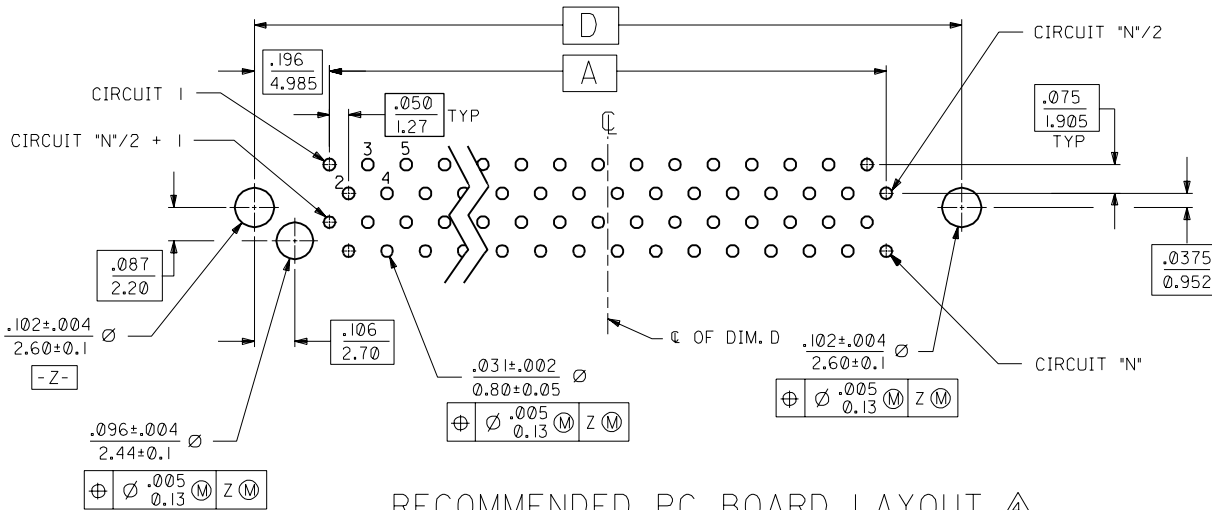 D
CIRCUIT "N"/2
.196
4.985
A
CIRCUIT 1
.050
1.27
TYP
℄
.075
1.905
TYP
CIRCUIT "N"/2 + 1
3 5
2 4
.087
2.20
.0375
0.952
.102±.004
2.60±0.1
Ø
-Z-
.106
2.70
℄ OF DIM. D
.102±.004
2.60±0.1
Ø
CIRCUIT "N"
.031±.002
0.80±0.05
Ø
⌖ Ø .005 Ⓜ Z Ⓜ
0.13
⌖ Ø .005 Ⓜ Z Ⓜ
0.13
.096±.004
2.44±0.1
Ø
⌖ Ø .005 Ⓜ Z Ⓜ
0.13
RECOMMENDED PC BOARD LAYOUT 4